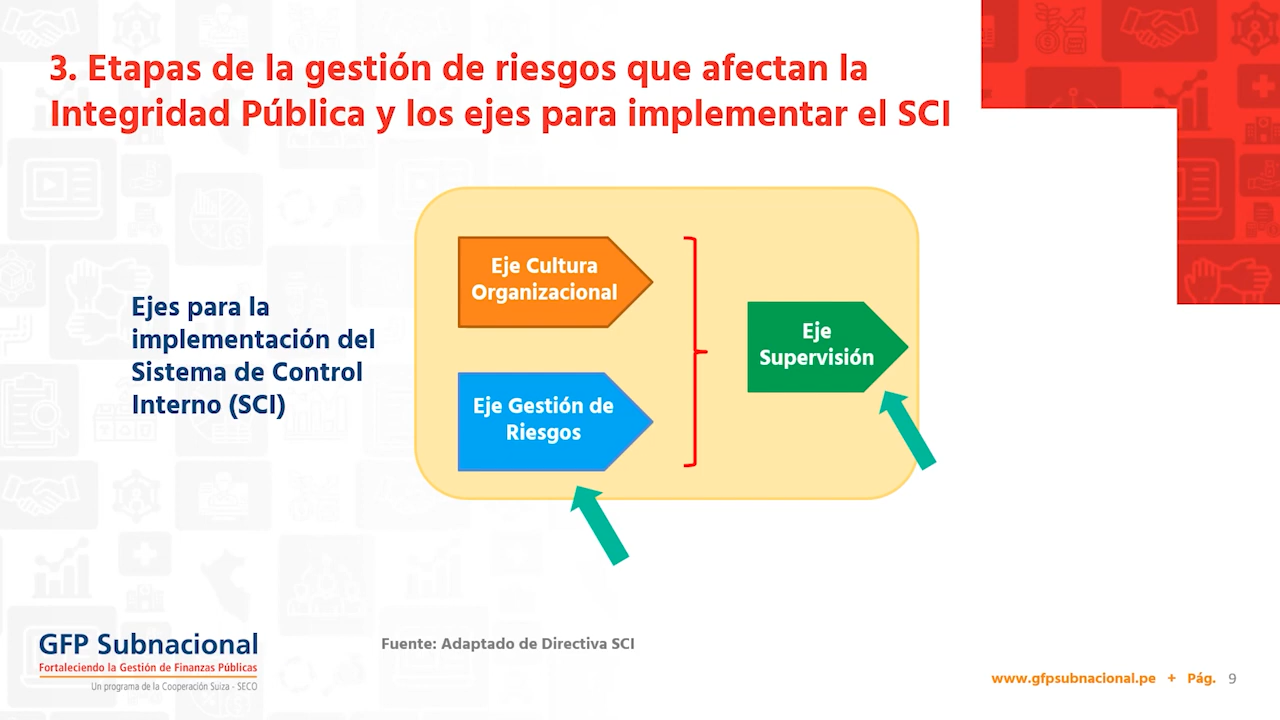 3. Etapas de la gestión de riesgos que afectan la
Integridad Pública y los ejes para implementar el SCI
Ejes para la
implementación del
Sistema de Control
Interno (SCI)
Eje Cultura
Organizacional
Eje Gestión de
Riesgos
Eje
Supervisión
GFP Subnacional
Fortaleciendo la Gestión de Finanzas Públicas
Un programa de la Cooperación Suiza - SECO
Fuente: Adaptado de Directiva SCI
www.gfpsubnacional.pe + Pág. 9